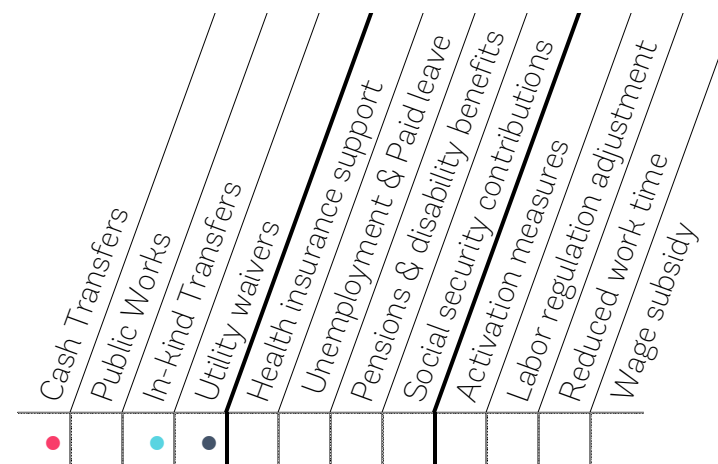 Cash Transfers
Public Works
In-kind Transfers
Utility waivers
Health insurance support
Unemployment & Paid leave
Pensions & disability benefits
Social security contributions
Activation measures
Labor regulation adjustment
Reduced work time
Wage subsidy